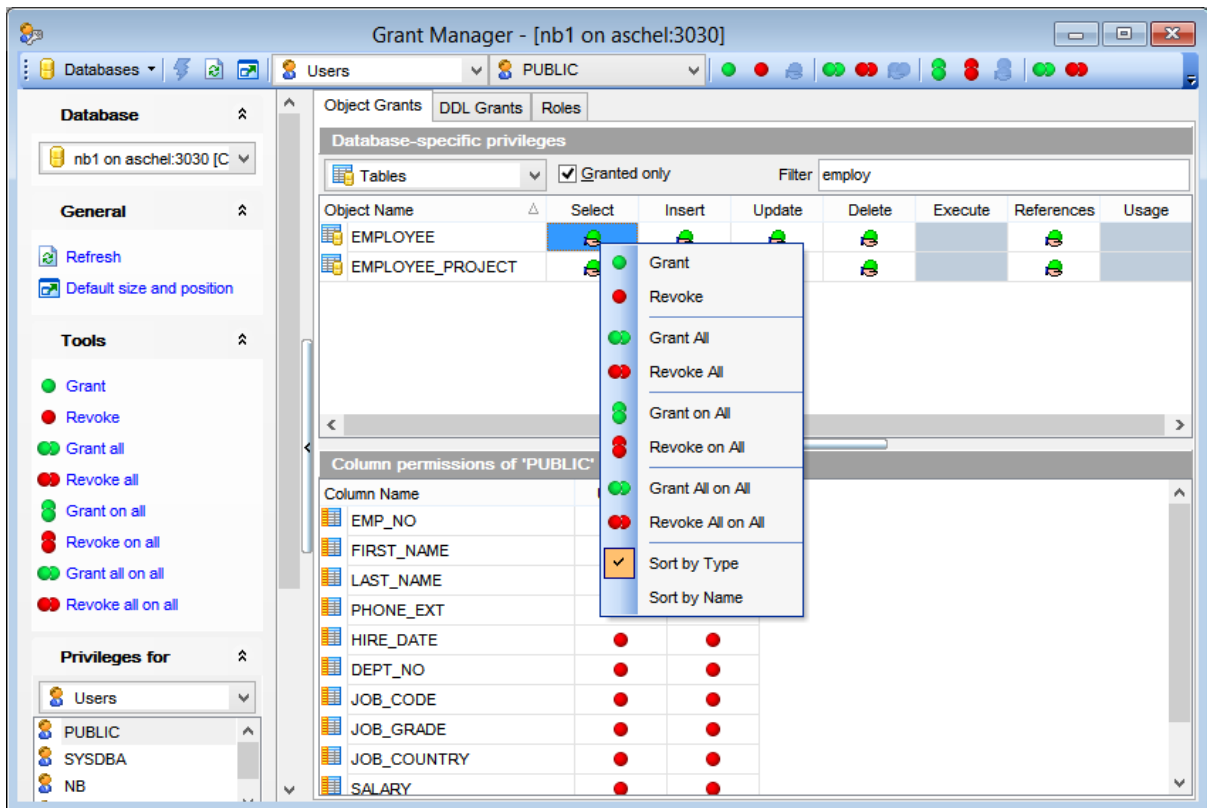 Grant Manager - [nb1 on aschel:3030]
Databases
Users
PUBLIC
Database
nb1 on aschel:3030 [C
General
Refresh
Default size and position
Tools
Grant
Revoke
Grant all
Revoke all
Grant on all
Revoke on all
Grant all on all
Revoke all on all
Privileges for
Users
PUBLIC
SYSDBA
NB
Object Grants DDL Grants Roles
Database-specific privileges
Tables Granted only Filter employ
Object Name Select Insert Update Delete Execute References Usage
EMPLOYEE
EMPLOYEE_PROJECT
Grant
Revoke
Grant All
Revoke All
Grant on All
Revoke on All
Grant All on All
Revoke All on All
Sort by Type
Sort by Name
Column permissions of 'PUBLIC'
Column Name
EMP_NO
FIRST_NAME
LAST_NAME
PHONE_EXT
HIRE_DATE
DEPT_NO
JOB_CODE
JOB_GRADE
JOB_COUNTRY
SALARY